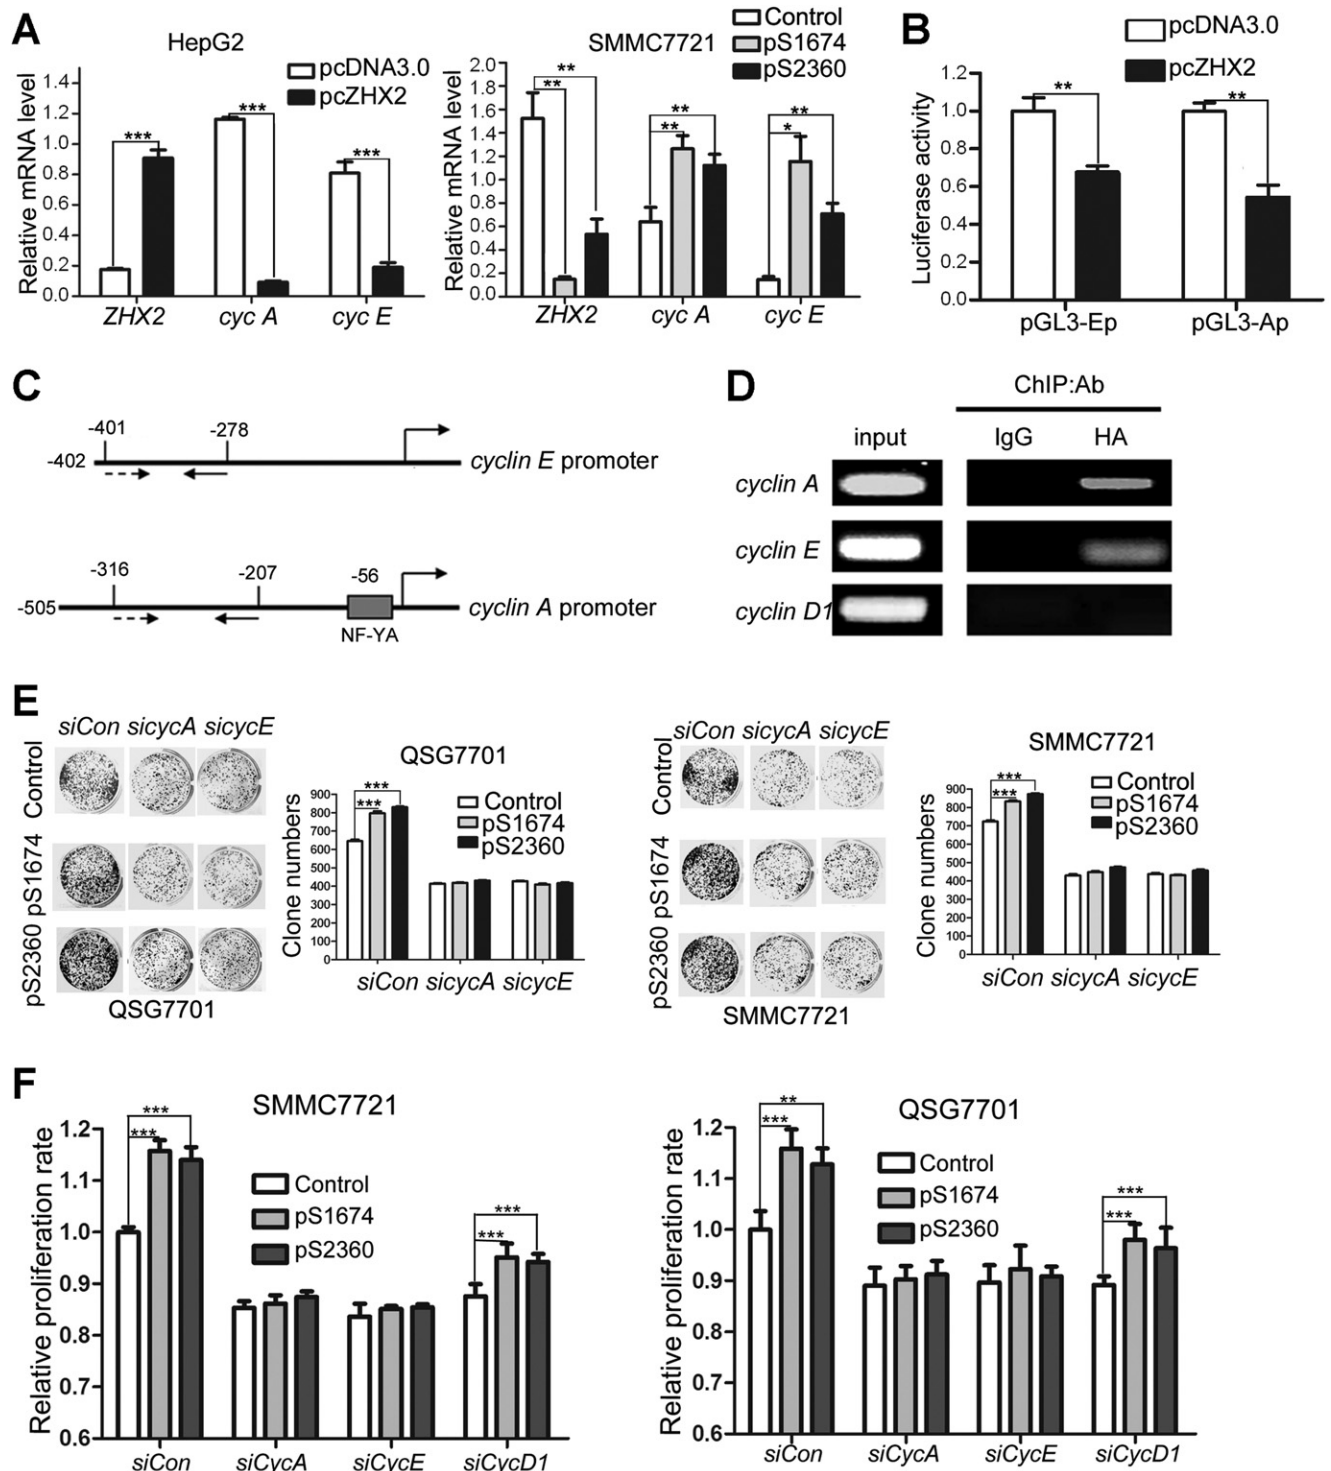 A
HepG2
pcDNA3.0
pcZHX2
Relative mRNA level
1.4
1.2
1.0
0.8
0.6
0.4
0.2
0.0
***
***
***
ZHX2
cyc A
cyc E
SMMC7721
Control
pS1674
pS2360
Relative mRNA level
2.0
1.8
1.6
1.4
1.2
1.0
0.8
0.6
0.4
0.2
0.0
**
**
**
**
**
*
ZHX2
cyc A
cyc E
B
pcDNA3.0
pcZHX2
Luciferase activity
1.2
1.0
0.8
0.6
0.4
0.2
0.0
**
**
pGL3-Ep
pGL3-Ap
C
-401
-278
-402
cyclin E promoter
-316
-207
-56
-505
cyclin A promoter
NF-YA
D
ChIP:Ab
input
IgG
HA
cyclin A
cyclin E
cyclin D1
E
siCon sicycA sicycE
Control
pS1674
pS2360
QSG7701
QSG7701
Control
pS1674
pS2360
Clone numbers
900
800
700
600
500
400
300
200
100
0
***
***
siCon sicycA sicycE
siCon sicycA sicycE
Control
pS1674
pS2360
SMMC7721
SMMC7721
Control
pS1674
pS2360
Clone numbers
900
800
700
600
500
400
300
200
100
0
***
***
siCon sicycA sicycE
F
SMMC7721
Control
pS1674
pS2360
Relative proliferation rate
1.2
1.1
1.0
0.9
0.8
0.7
0.6
***
***
***
***
siCon
siCycA
siCycE
siCycD1
QSG7701
Control
pS1674
pS2360
Relative proliferation rate
1.2
1.1
1.0
0.9
0.8
0.7
0.6
**
***
***
***
siCon
siCycA
siCycE
siCycD1